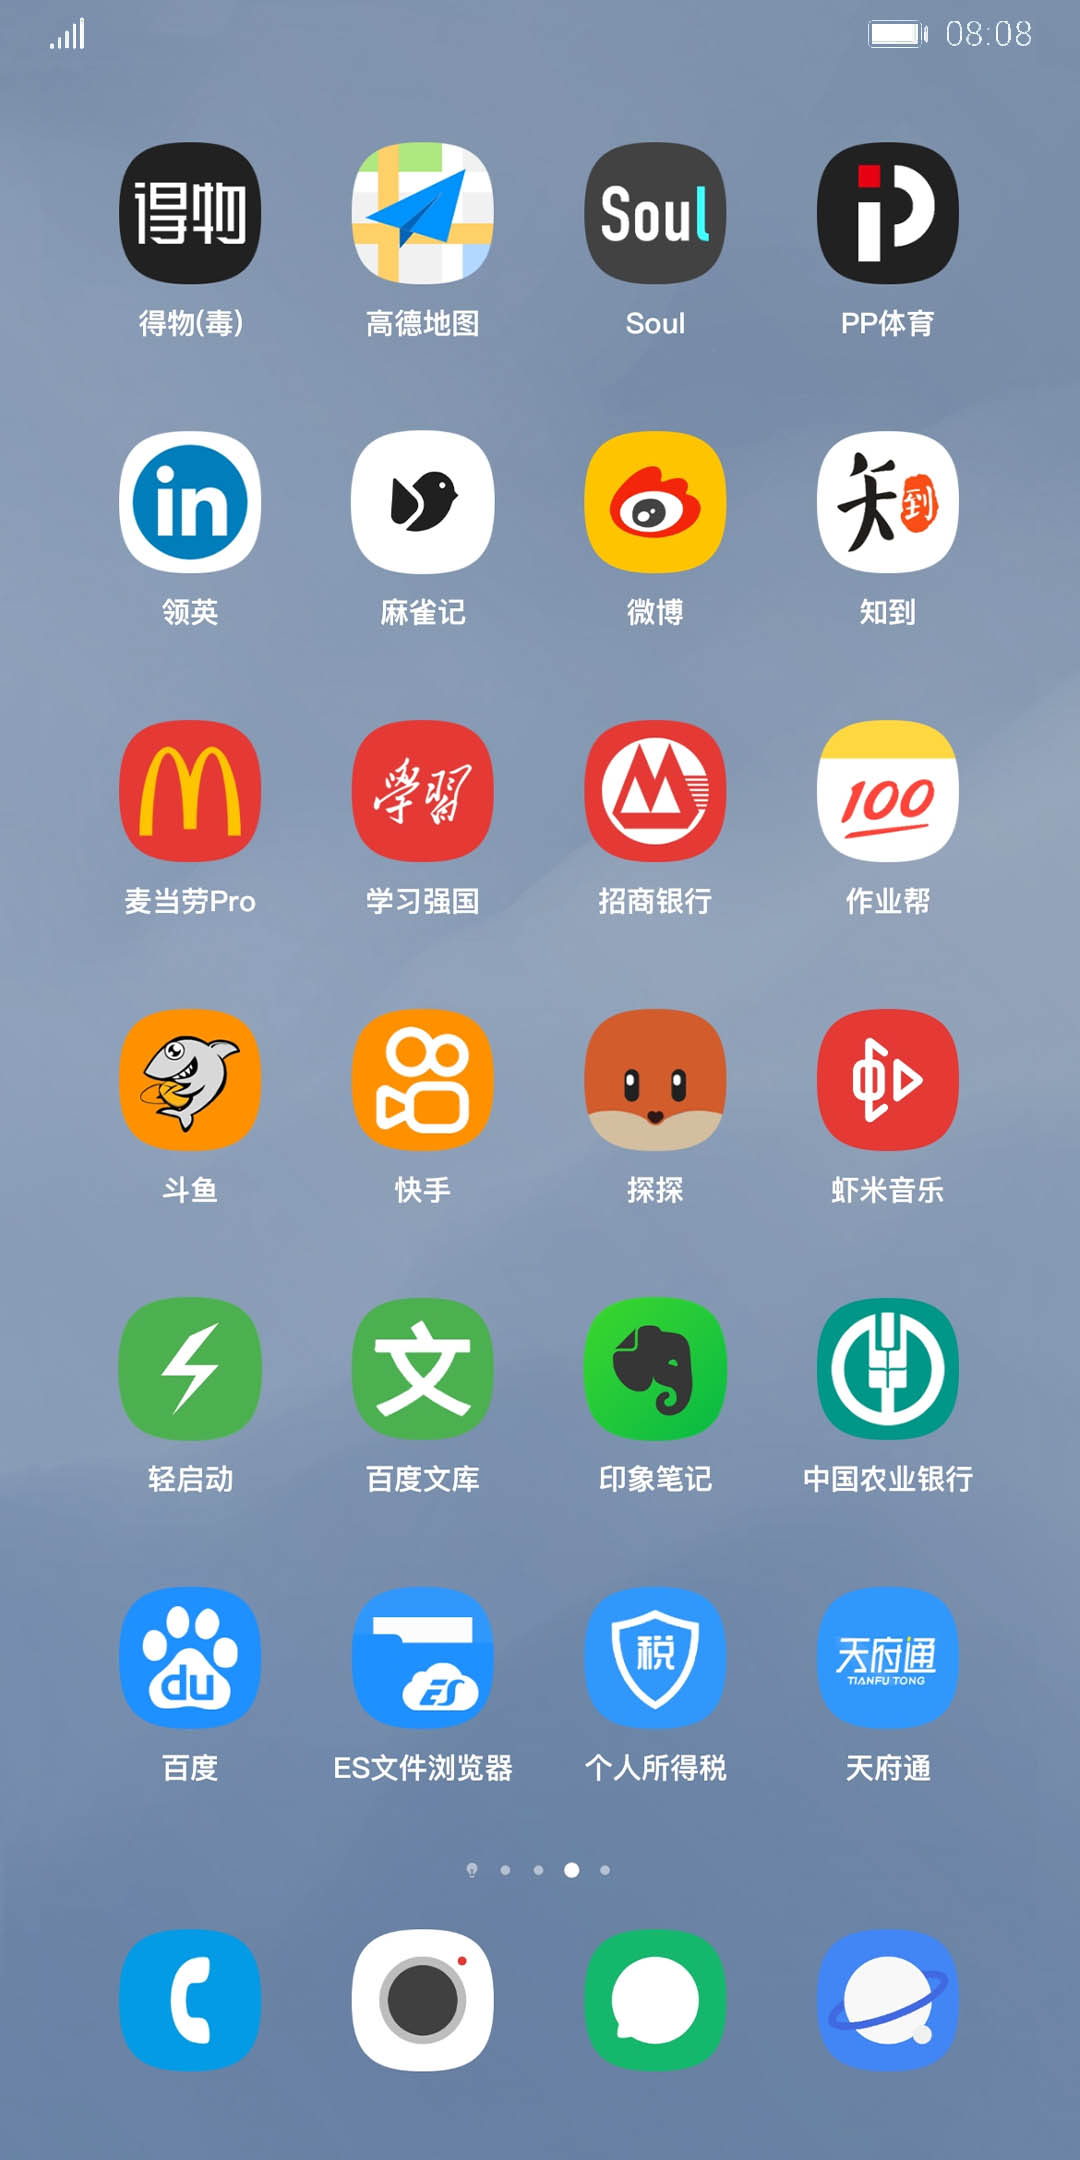 08:08
得物
Soul
得物(毒)
高德地图
Soul
PP体育
in
知到
领英
麻雀记
微博
知到
學習
100
麦当劳Pro
学习强国
招商银行
作业帮
斗鱼
快手
探探
虾米音乐
文
轻启动
百度文库
印象笔记
中国农业银行
du
ES
税
天府通
TIANFU TONG
百度
ES文件浏览器
个人所得税
天府通